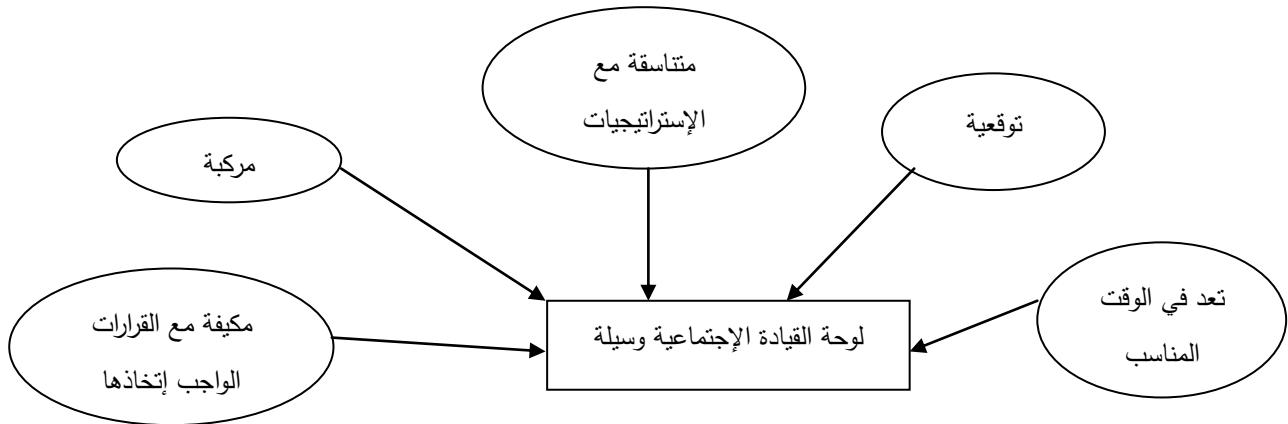 متناسقة مع
الإستراتيجيات
توقعية
مركبة
تعد في الوقت
المناسب
لوحة القيادة الإجتماعية وسيلة
مكيفة مع القرارات
الواجب إتخاذها